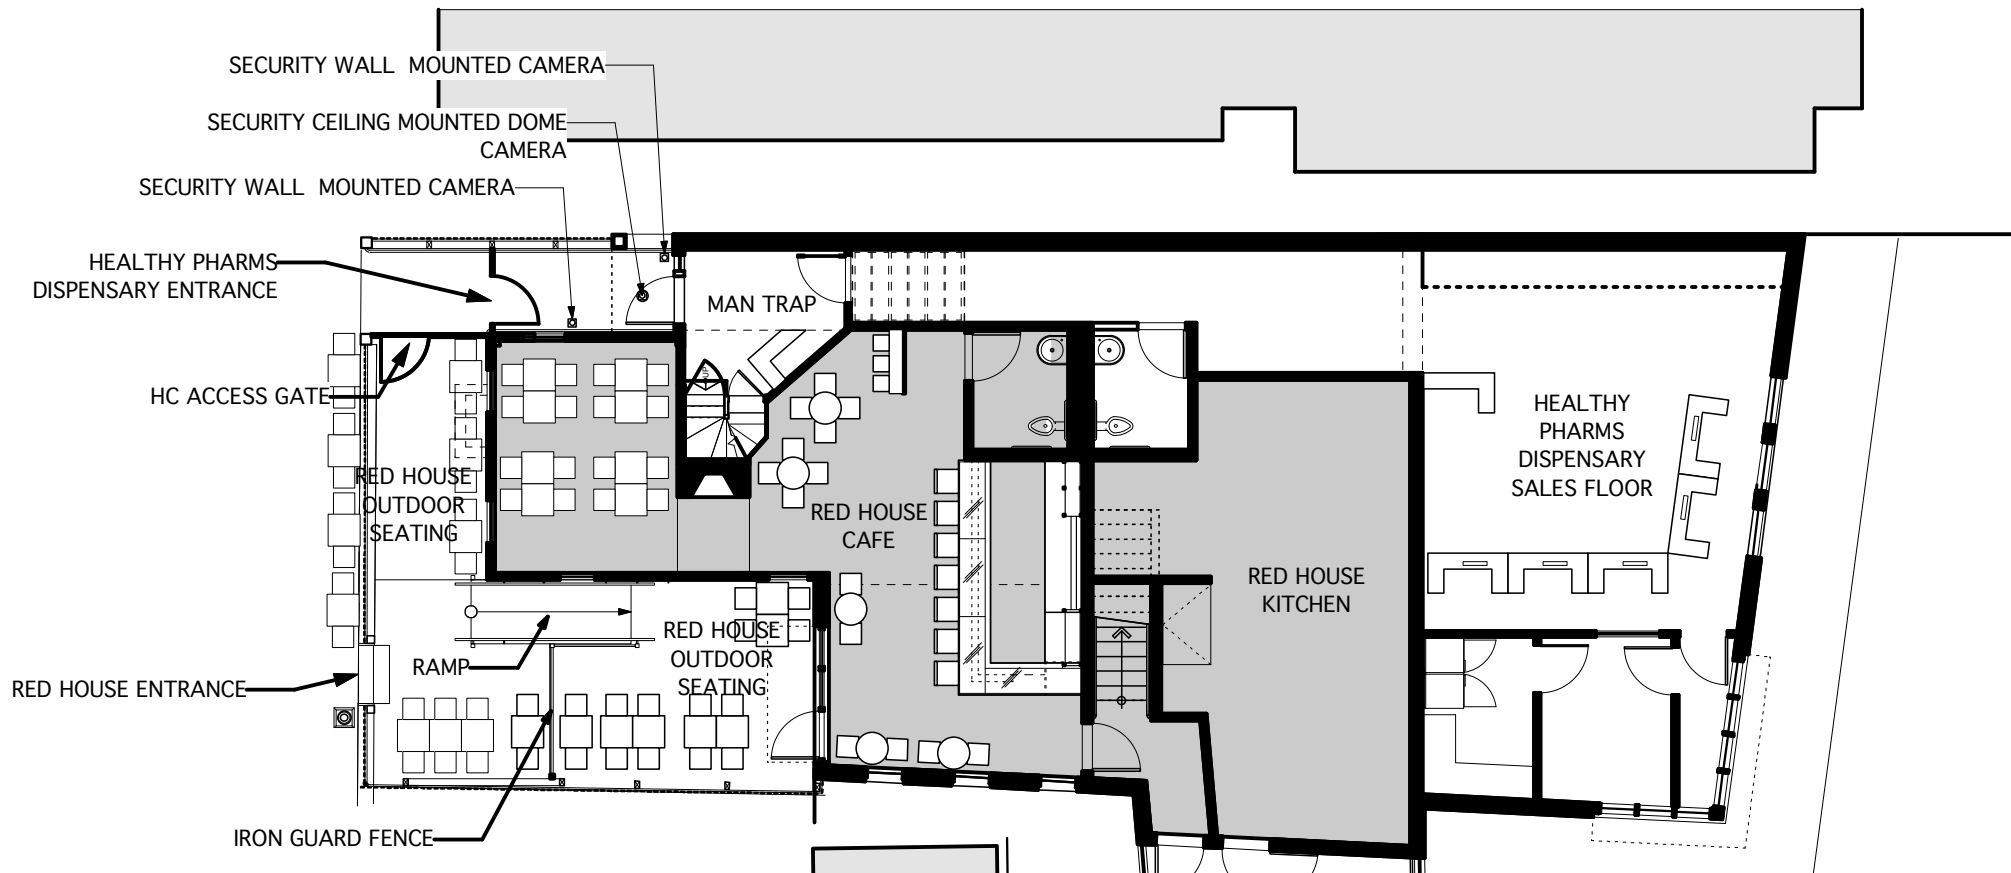 SECURITY WALL  MOUNTED CAMERA
SECURITY CEILING MOUNTED DOME
CAMERA
SECURITY WALL  MOUNTED CAMERA
HEALTHY PHARMS
DISPENSARY ENTRANCE
MAN TRAP
UP
HC ACCESS GATE
RED HOUSE
OUTDOOR
SEATING
RED HOUSE
CAFE
HEALTHY
PHARMS
DISPENSARY
SALES FLOOR
RED HOUSE
KITCHEN
RAMP
RED HOUSE
OUTDOOR
SEATING
RED HOUSE ENTRANCE
IRON GUARD FENCE